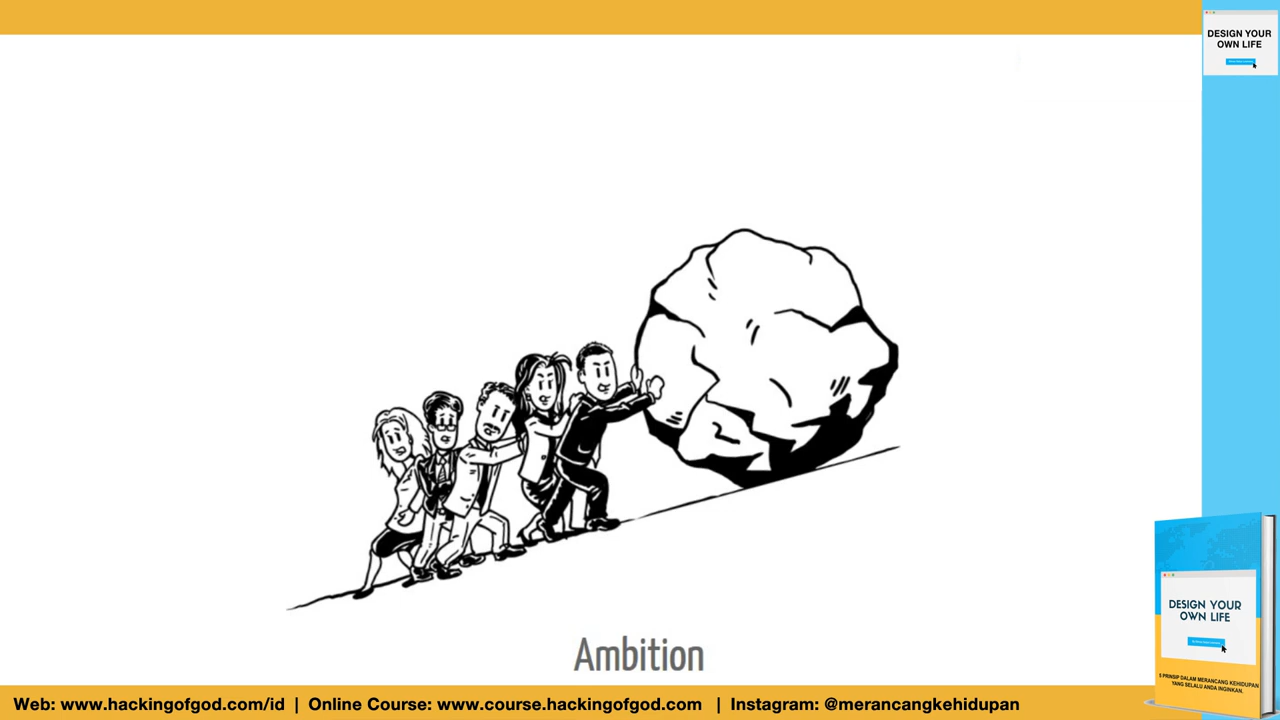 DESIGN YOUR
OWN LIFE
Ambition
DESIGN YOUR
OWN LIFE
5 PRINSIP DALAM MERANCANG KEHIDUPAN
YANG SELALU ANDA INGINKAN.
Web: www.hackingofgod.com/id | Online Course: www.course.hackingofgod.com | Instagram: @merancangkehidupan